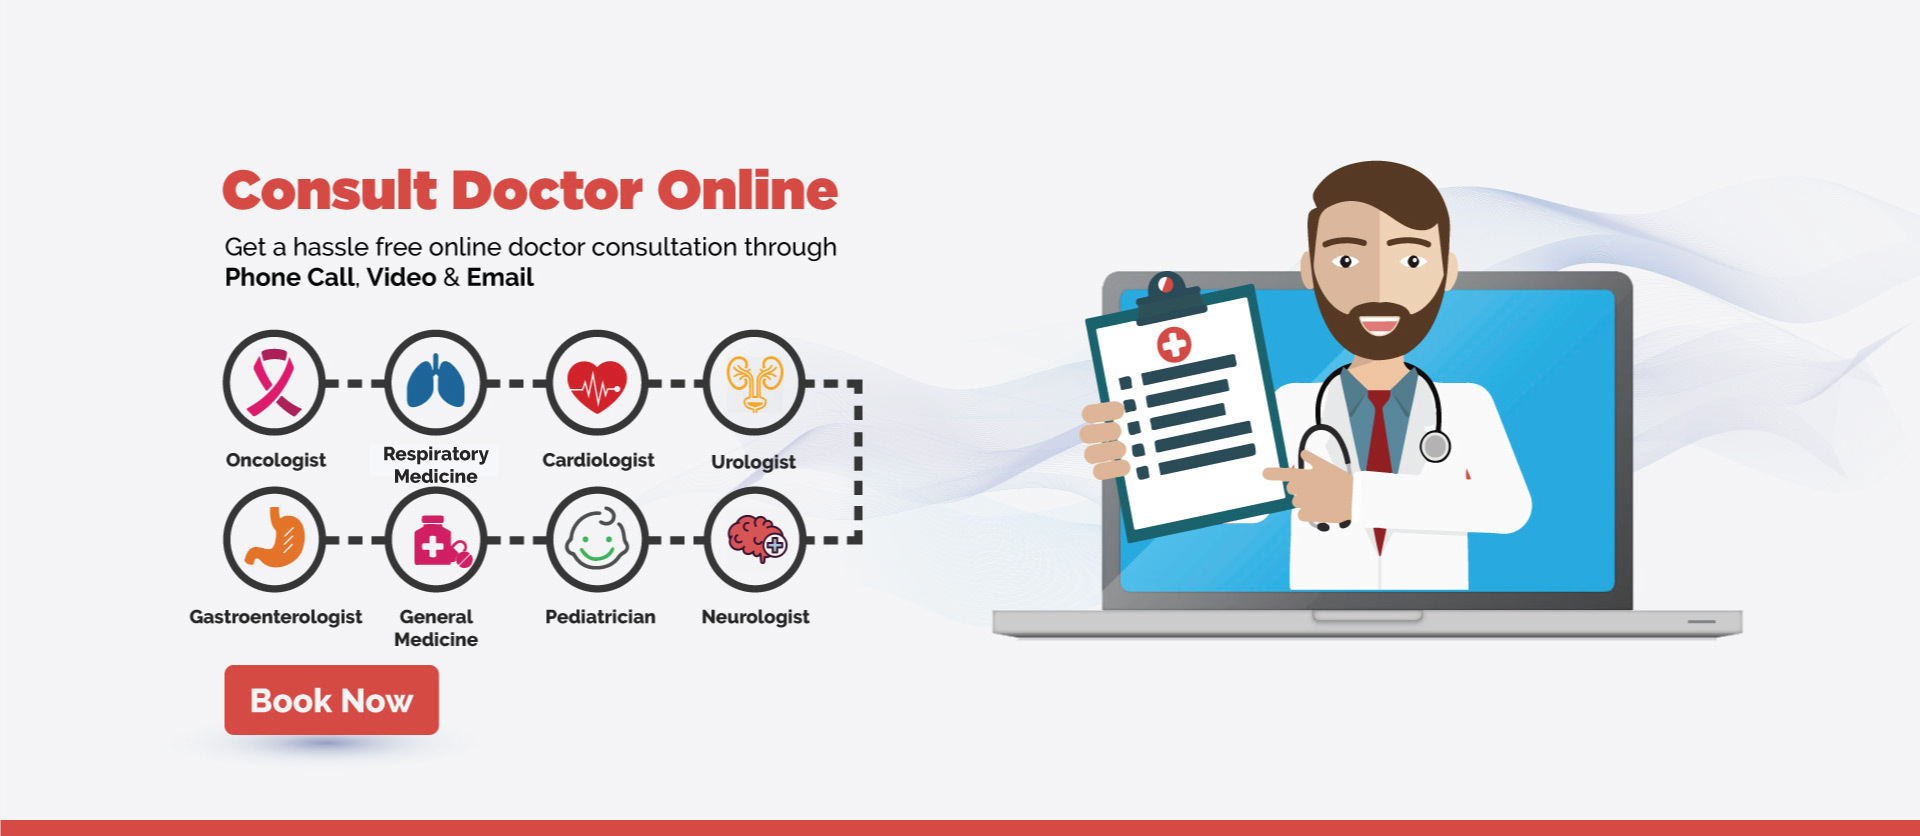 Consult Doctor Online
Get a hassle free online doctor consultation through
Phone Call, Video & Email
Oncologist
Respiratory
Medicine
Cardiologist
Urologist
Gastroenterologist
General
Medicine
Pediatrician
Neurologist
Book Now